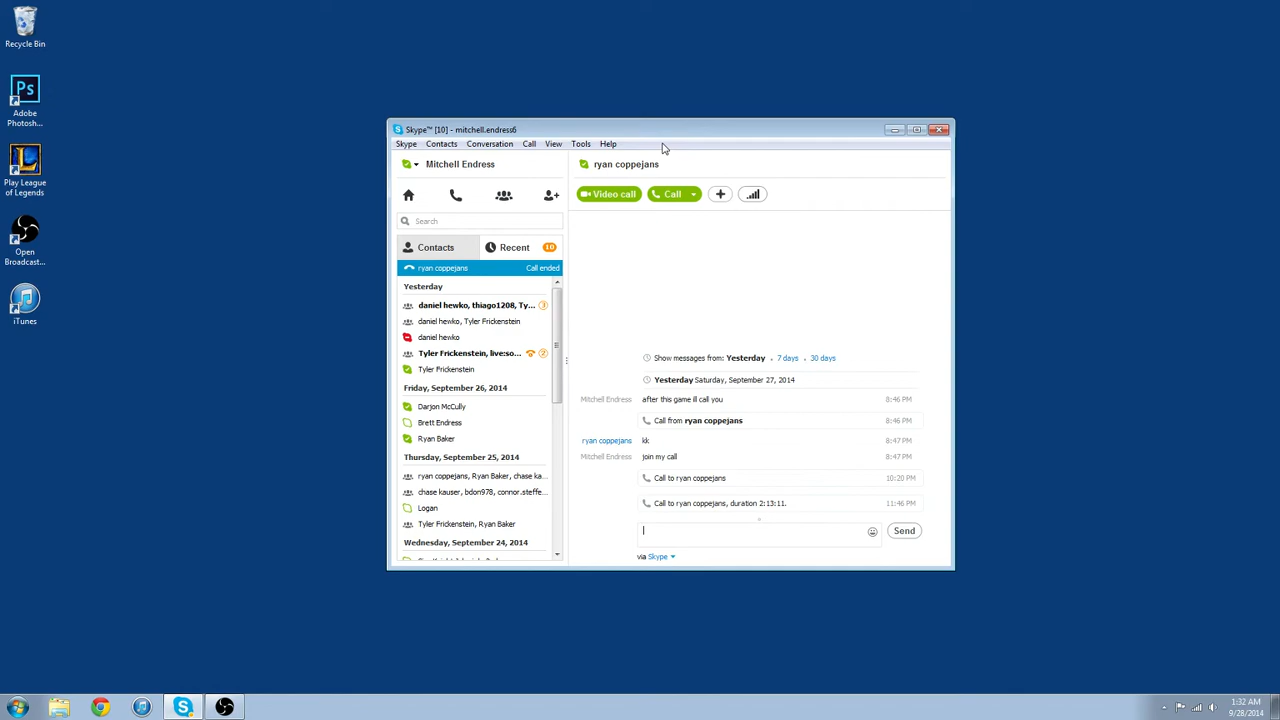 Recycle Bin
Ps
Adobe
Photosh...
Play League
of Legends
Open
Broadcast...
iTunes
Skype™ [10] - mitchell.endress6
Skype Contacts Conversation Call View Tools Help
Mitchell Endress
Search
Contacts
Recent 10
ryan coppejans Call ended
Yesterday
daniel hewko, thiago1208, Ty... 3
daniel hewko, Tyler Frickenstein
daniel hewko
Tyler Frickenstein, live:so... 2
Tyler Frickenstein
Friday, September 26, 2014
Darjon McCully
Brett Endress
Ryan Baker
Thursday, September 25, 2014
ryan coppejans, Ryan Baker, chase ka...
chase kauser, bdon978, connor.steffe...
Logan
Tyler Frickenstein, Ryan Baker
Wednesday, September 24, 2014
ryan coppejans
Video call
Call
Show messages from: Yesterday 7 days 30 days
Yesterday Saturday, September 27, 2014
Mitchell Endress after this game ill call you 8:46 PM
Call from ryan coppejans 8:46 PM
ryan coppejans kk 8:47 PM
Mitchell Endress join my call 8:47 PM
Call to ryan coppejans 10:20 PM
Call to ryan coppejans, duration 2:13:11. 11:46 PM
Send
via Skype
1:32 AM
9/28/2014